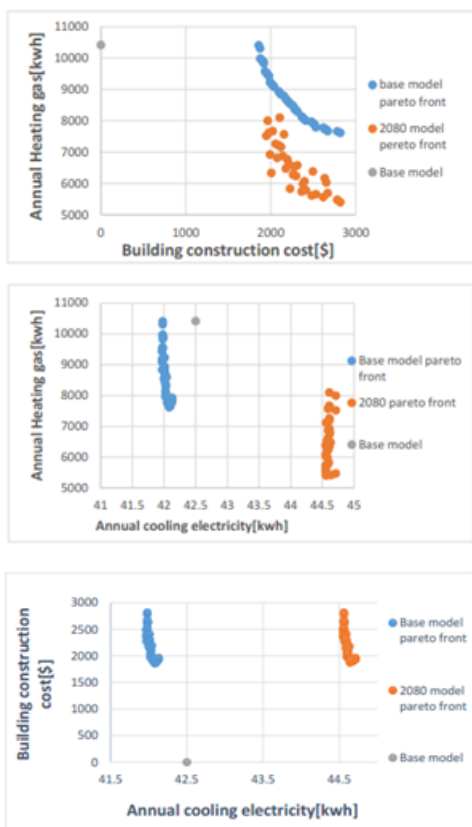 11000
10000
9000
8000
7000
6000
5000
Annual Heating gas[kwh]
0
1000
2000
3000
Building construction cost[$]
base model
pareto front
2080 model
pereto front
Base model
11000
10000
9000
8000
7000
6000
5000
Annual Heating gas[kwh]
41
41.5
42
42.5
43
43.5
44
44.5
45
Annual cooling electricity[kwh]
Base model pareto
front
2080 pareto front
Base model
3000
2500
2000
1500
1000
500
0
Building construction
cost[$]
41.5
42.5
43.5
44.5
Annual cooling electricity[kwh]
Base model
pareto front
2080 model
pareto front
Base model